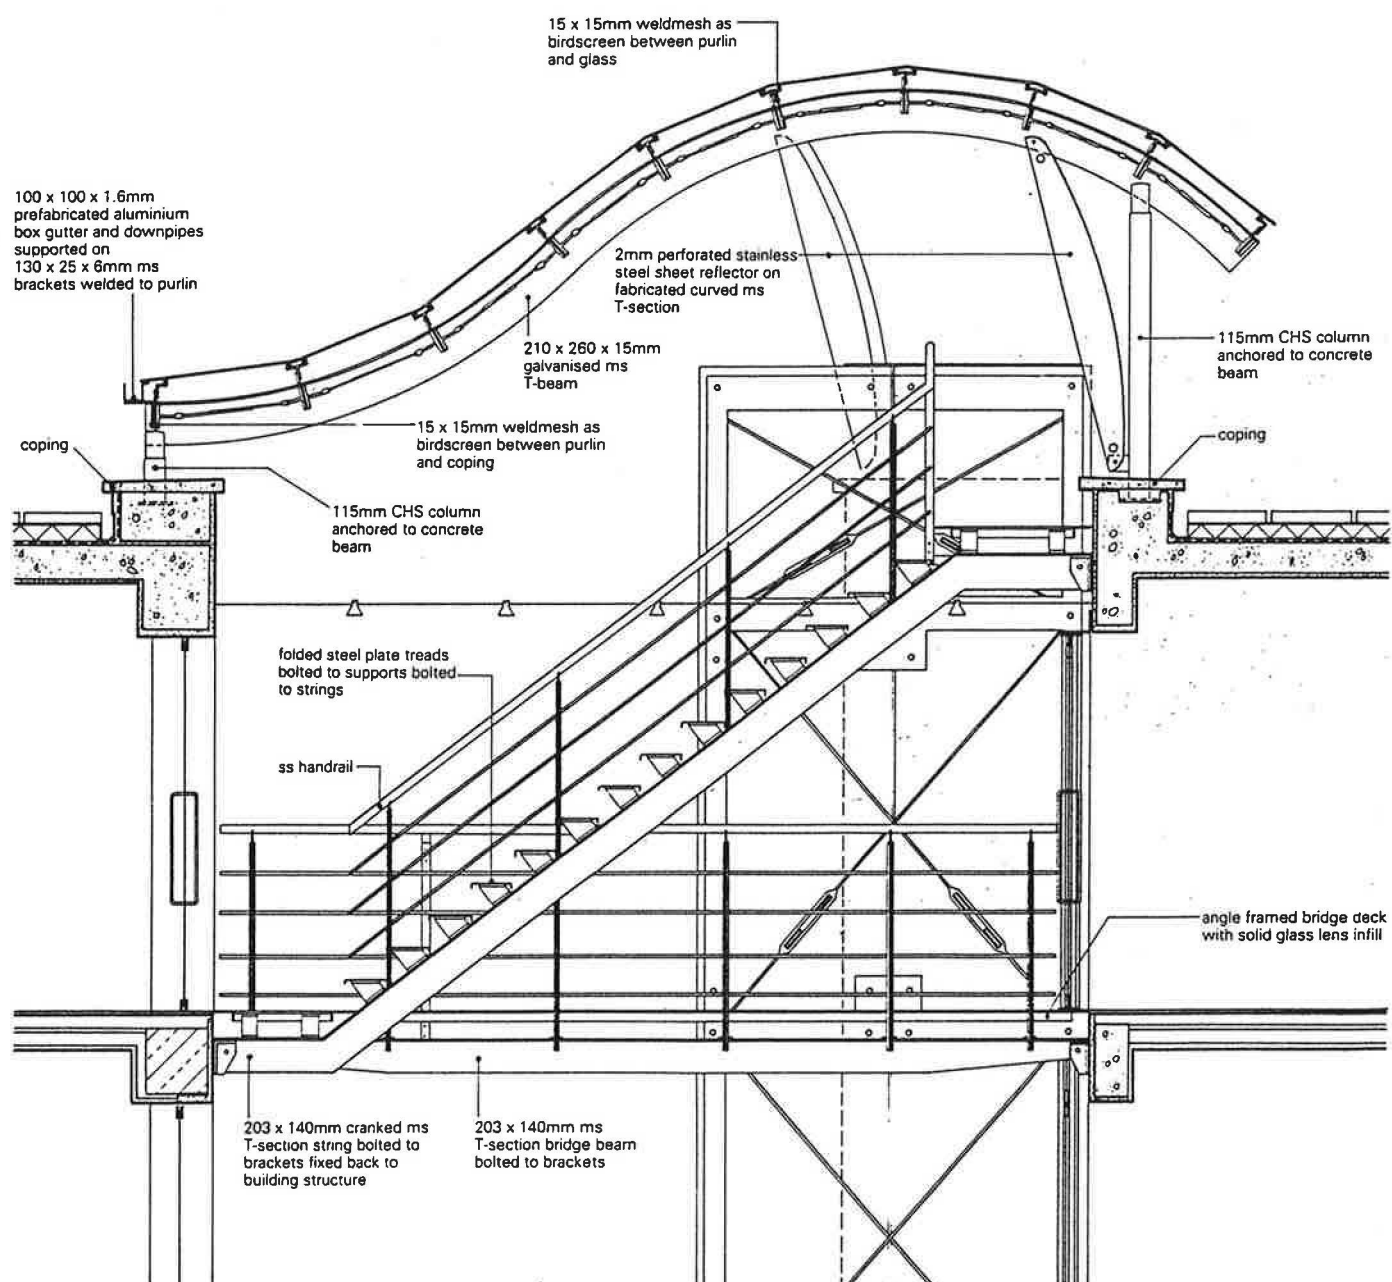 15 x 15mm weldmesh as
birdscreen between purlin
and glass
100 x 100 x 1.6mm
prefabricated aluminium
box gutter and downpipes
supported on
130 x 25 x 6mm ms
brackets welded to purlin
2mm perforated stainless
steel sheet reflector on
fabricated curved ms
T-section
210 x 260 x 15mm
galvanised ms
T-beam
115mm CHS column
anchored to concrete
beam
15 x 15mm weldmesh as
birdscreen between purlin
and coping
coping
coping
115mm CHS column
anchored to concrete
beam
folded steel plate treads
bolted to supports bolted
to strings
ss handrail
angle framed bridge deck
with solid glass lens infill
203 x 140mm cranked ms
T-section string bolted to
brackets fixed back to
building structure
203 x 140mm ms
T-section bridge beam
bolted to brackets